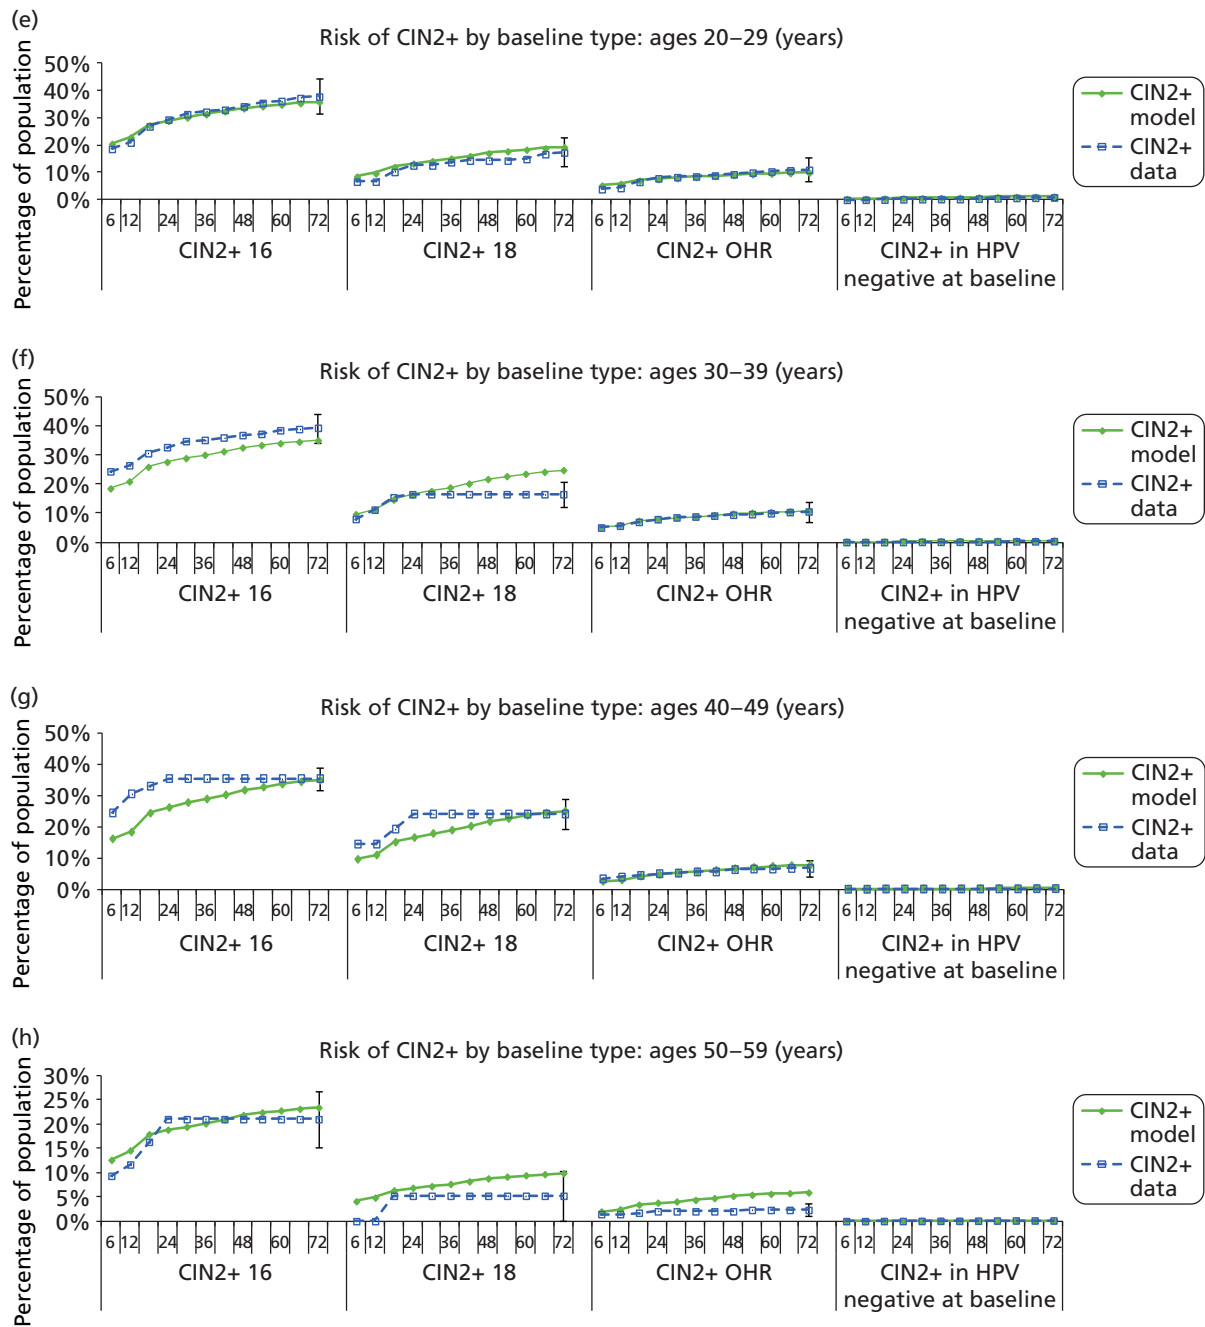 (e)
Risk of CIN2+ by baseline type: ages 20–29 (years)
Percentage of population
50%
40%
30%
20%
10%
0%
6 12 24 36 48 60 72
6 12 24 36 48 60 72
6 12 24 36 48 60 72
6 12 24 36 48 60 72
CIN2+ 16
CIN2+ 18
CIN2+ OHR
CIN2+ in HPV
negative at baseline
CIN2+
model
CIN2+
data
(f)
Risk of CIN2+ by baseline type: ages 30–39 (years)
Percentage of population
50%
40%
30%
20%
10%
0%
6 12 24 36 48 60 72
6 12 24 36 48 60 72
6 12 24 36 48 60 72
6 12 24 36 48 60 72
CIN2+ 16
CIN2+ 18
CIN2+ OHR
CIN2+ in HPV
negative at baseline
CIN2+
model
CIN2+
data
(g)
Risk of CIN2+ by baseline type: ages 40–49 (years)
Percentage of population
50%
40%
30%
20%
10%
0%
6 12 24 36 48 60 72
6 12 24 36 48 60 72
6 12 24 36 48 60 72
6 12 24 36 48 60 72
CIN2+ 16
CIN2+ 18
CIN2+ OHR
CIN2+ in HPV
negative at baseline
CIN2+
model
CIN2+
data
(h)
Risk of CIN2+ by baseline type: ages 50–59 (years)
Percentage of population
30%
25%
20%
15%
10%
5%
0%
6 12 24 36 48 60 72
6 12 24 36 48 60 72
6 12 24 36 48 60 72
6 12 24 36 48 60 72
CIN2+ 16
CIN2+ 18
CIN2+ OHR
CIN2+ in HPV
negative at baseline
CIN2+
model
CIN2+
data